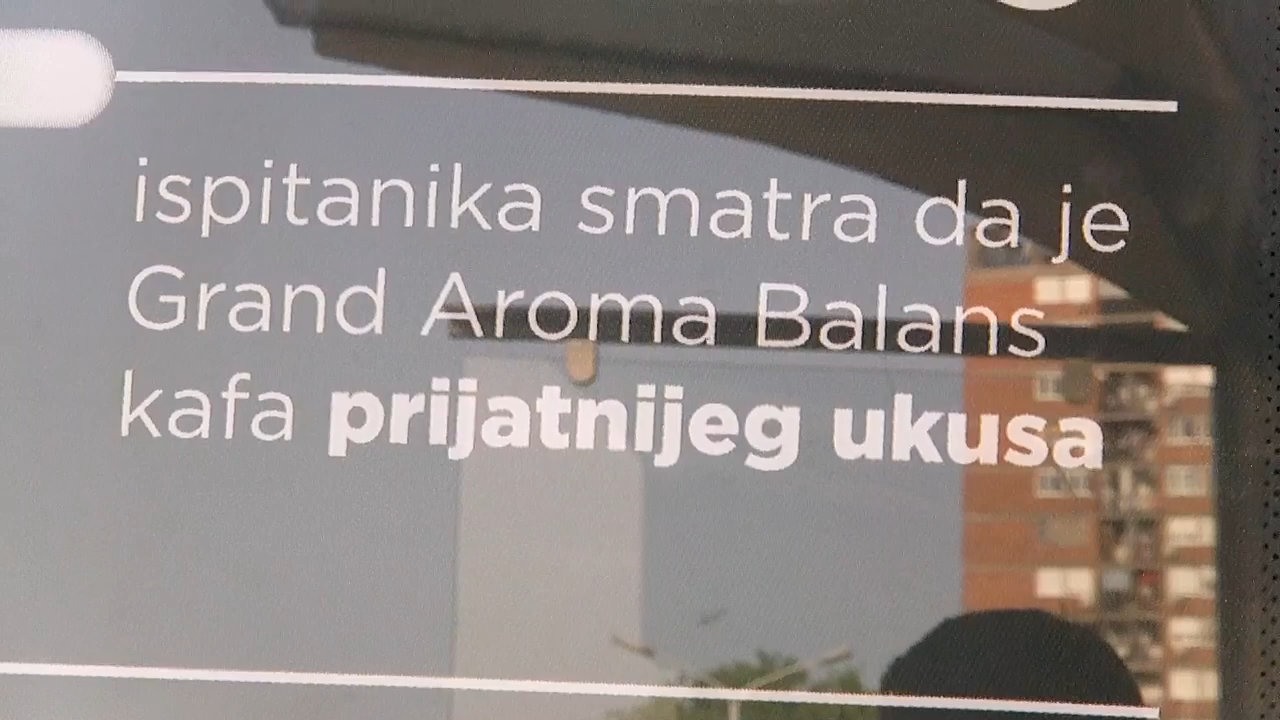 ispitanika smatra da je
Grand Aroma Balans
kafa prijatnijeg ukusa